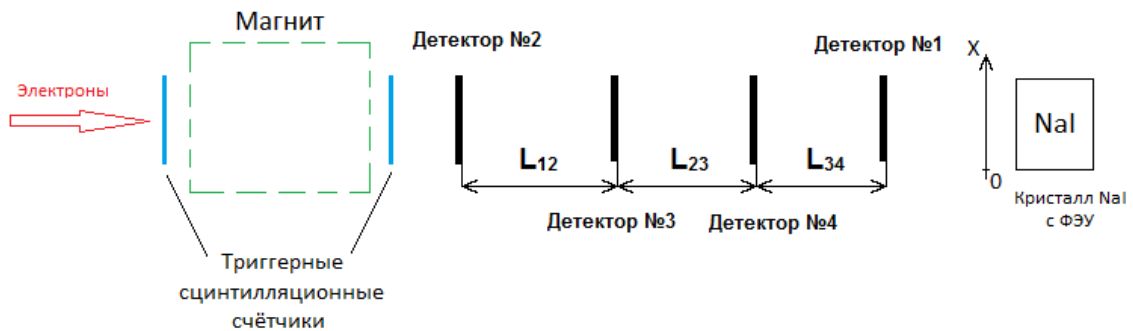 Магнит
Детектор №2
Детектор №1
X
Электроны
NaI
L12
L23
L34
0
Кристалл NaI
с ФЭУ
Детектор №3
Детектор №4
Триггерные
сцинтилляционные
счётчики